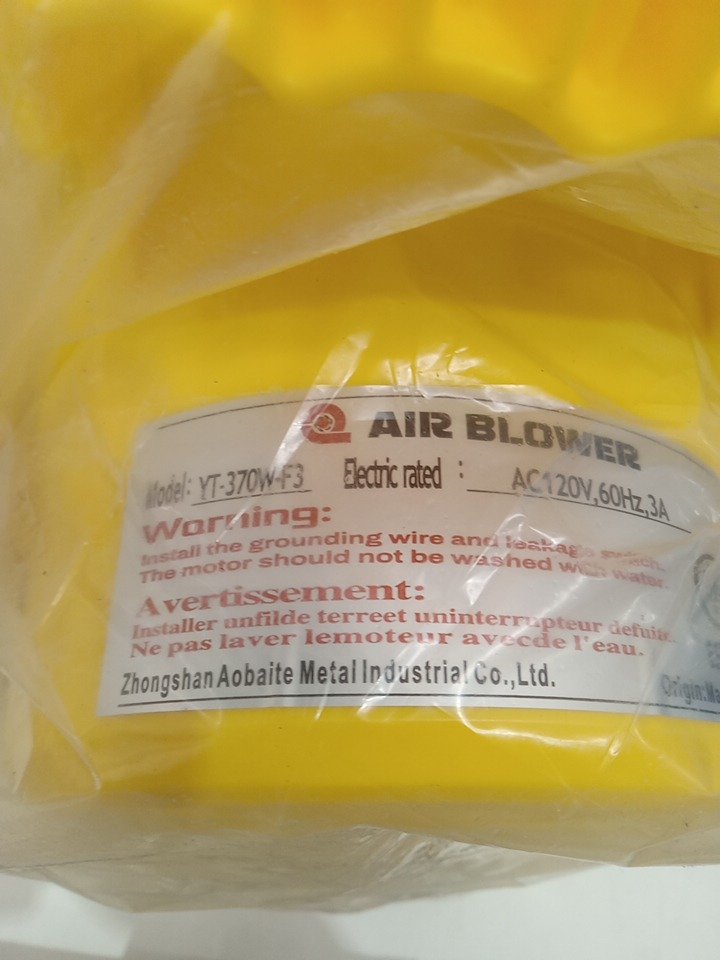 AIR BLOWER
Model: YT-370W-F3 Electric rated : AC120V,60Hz,3A
Warning:
Install the grounding wire and leakage switch.
The motor should not be washed with water.
Avertissement:
Installer unfilde terreet uninterrupteur defuite.
Ne pas laver lemoteur avecde l'eau.
Zhongshan Aobaite Metal Industrial Co.,Ltd.
Origin: